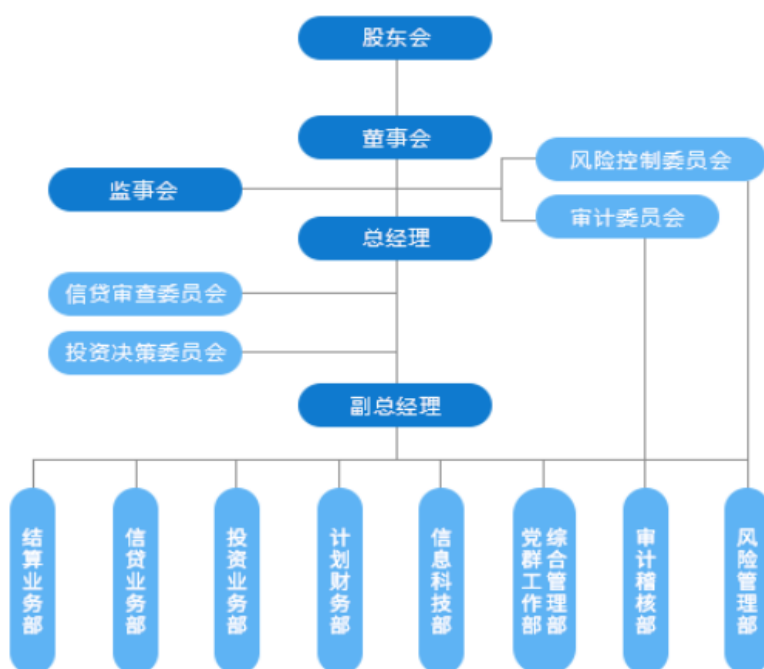 股东会
董事会
风险控制委员会
监事会
审计委员会
总经理
信贷审查委员会
投资决策委员会
副总经理
结算业务部
信贷业务部
投资业务部
计划财务部
信息科技部
综合管理部
党群工作部
审计稽核部
风险管理部